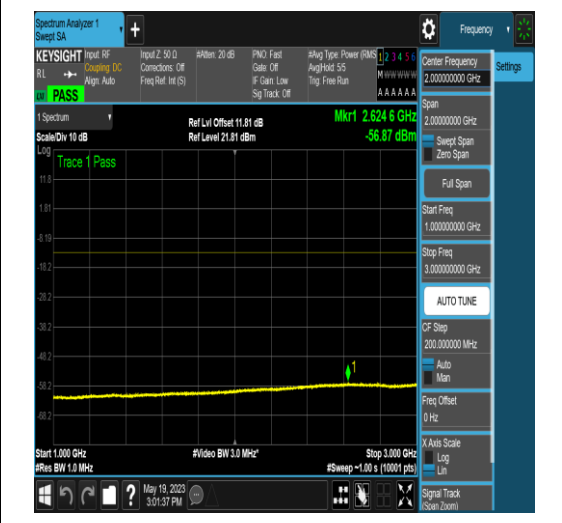 Spectrum Analyzer 1
Swept SA
+
Frequency
KEYSIGHT
Input: RF
Coupling: DC
Align: Auto
Input Z: 50 Ω
Corrections: Off
Freq Ref: Int (S)
#Atten: 20 dB
PNO: Fast
Gate: Off
IF Gain: Low
Sig Track: Off
#Avg Type: Power (RMS
Avg|Hold: 5/5
Trig: Free Run
1 2 3 4 5 6
M W W W W W
A A A A A A
RL
PASS
1 Spectrum
Scale/Div 10 dB
Ref Lvl Offset 11.81 dB
Ref Level 21.81 dBm
Mkr1 2.624 6 GHz
-56.87 dBm
Log
Trace 1 Pass
11.8
1.81
-8.19
-18.2
-28.2
-38.2
-48.2
-58.2
-68.2
1
Start 1.000 GHz
#Res BW 1.0 MHz
#Video BW 3.0 MHz*
Stop 3.000 GHz
#Sweep ~1.00 s (10001 pts)
May 19, 2023
3:01:37 PM
?
Center Frequency
2.000000000 GHz
Settings
Span
2.00000000 GHz
Swept Span
Zero Span
Full Span
Start Freq
1.000000000 GHz
Stop Freq
3.000000000 GHz
AUTO TUNE
CF Step
200.000000 MHz
Auto
Man
Freq Offset
0 Hz
X Axis Scale
Log
Lin
Signal Track
(Span Zoom)